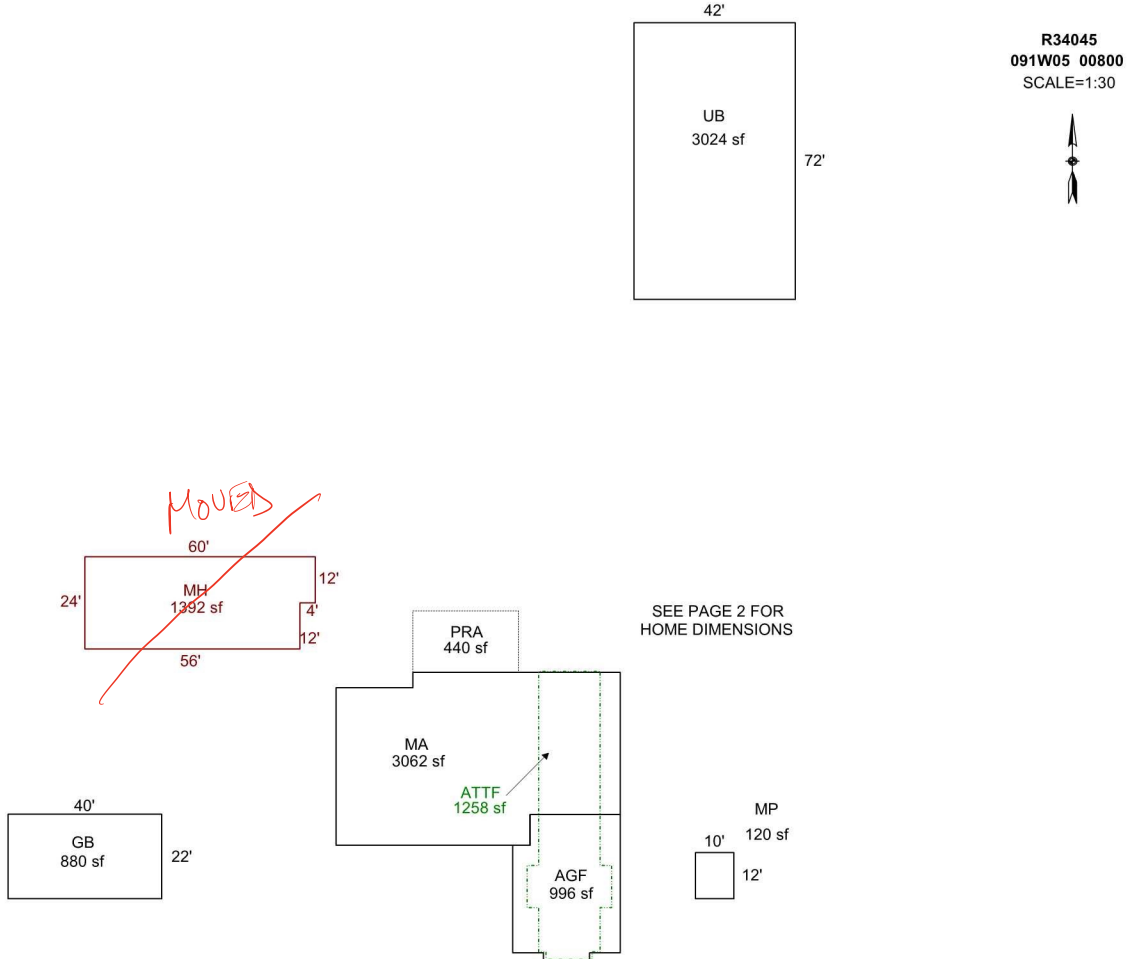 42'
R34045
091W05 00800
SCALE=1:30
UB
3024 sf
72'
MOVED
60'
12'
MH
1392 sf
24'
4'
12'
56'
SEE PAGE 2 FOR
HOME DIMENSIONS
PRA
440 sf
MA
3062 sf
ATTF
1258 sf
40'
GB
880 sf
22'
MP
120 sf
10'
12'
AGF
996 sf